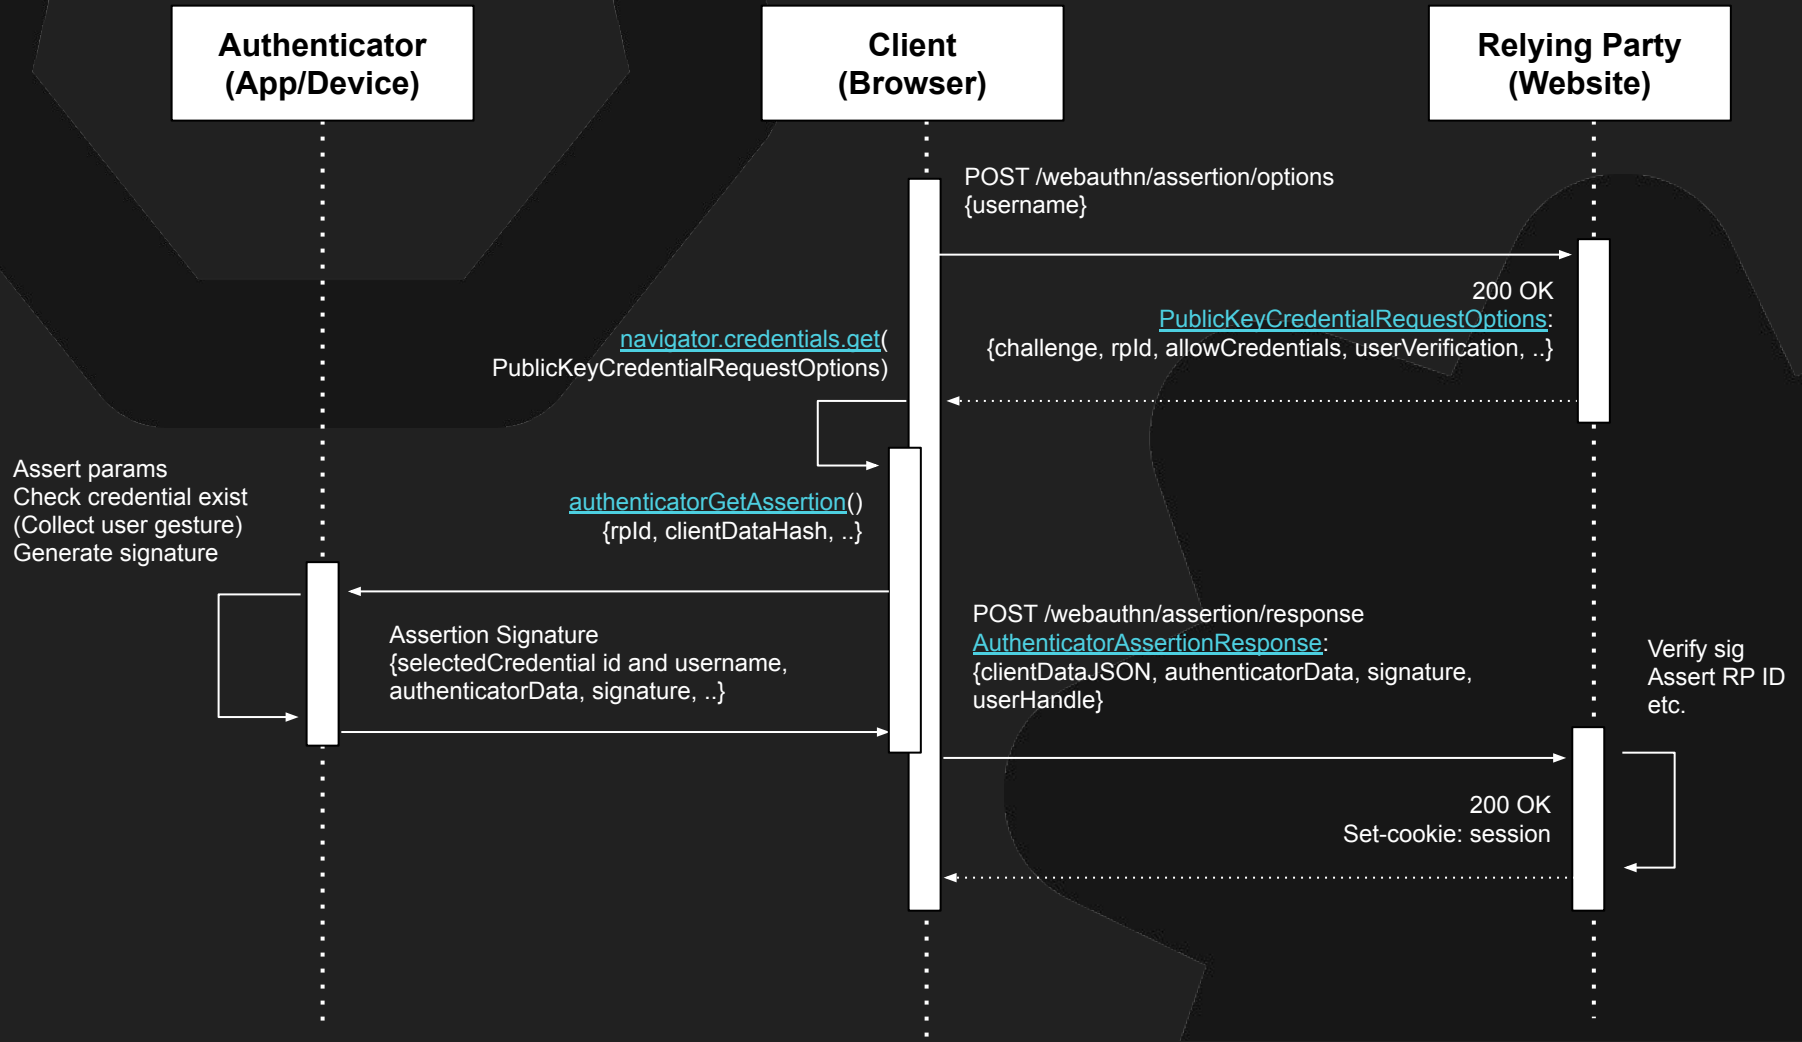 Authenticator
(App/Device)
Client
(Browser)
Relying Party
(Website)
POST /webauthn/assertion/options
{username}
200 OK
PublicKeyCredentialRequestOptions:
{challenge, rpId, allowCredentials, userVerification, ..}
navigator.credentials.get(
PublicKeyCredentialRequestOptions)
authenticatorGetAssertion()
{rpId, clientDataHash, ..}
Assert params
Check credential exist
(Collect user gesture)
Generate signature
Assertion Signature
{selectedCredential id and username,
authenticatorData, signature, ..}
POST /webauthn/assertion/response
AuthenticatorAssertionResponse:
{clientDataJSON, authenticatorData, signature,
userHandle}
Verify sig
Assert RP ID
etc.
200 OK
Set-cookie: session